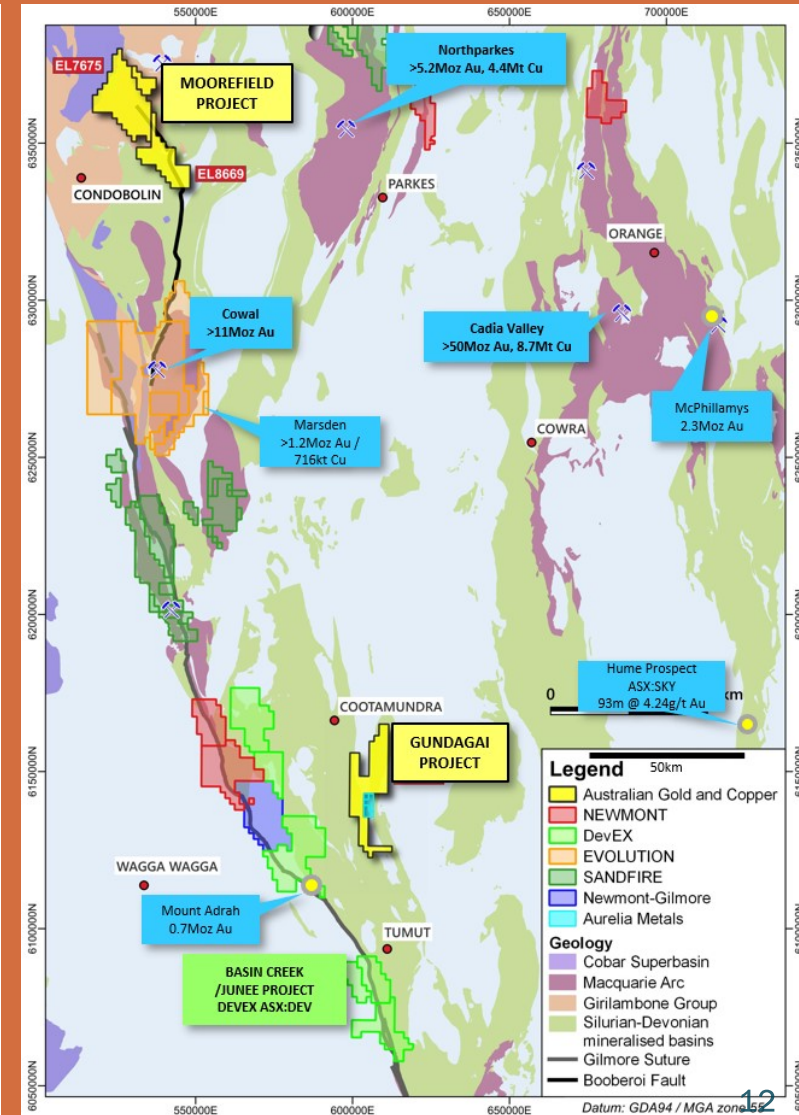 550000E 600000E 650000E 700000E
EL7675
MOOREFIELD
PROJECT
Northparkes
>5.2Moz Au, 4.4Mt Cu
6350000N
EL8669
CONDOBOLIN
PARKES
ORANGE
6300000N
Cowal
>11Moz Au
Cadia Valley
>50Moz Au, 8.7Mt Cu
McPhillamys
2.3Moz Au
Marsden
>1.2Moz Au /
716kt Cu
COWRA
6250000N
6200000N
Hume Prospect
ASX:SKY
93m @ 4.24g/t Au
0
km
COOTAMUNDRA
GUNDAGAI
PROJECT
6150000N
50km
Legend
Australian Gold and Copper
NEWMONT
DevEX
EVOLUTION
SANDFIRE
Newmont-Gilmore
Aurelia Metals
Geology
Cobar Superbasin
Macquarie Arc
Girilambone Group
Silurian-Devonian
mineralised basins
Gilmore Suture
Booberoi Fault
WAGGA WAGGA
Mount Adrah
0.7Moz Au
6100000N
TUMUT
BASIN CREEK
/JUNEE PROJECT
DEVEX ASX:DEV
6050000N
550000E 600000E
Datum: GDA94 / MGA zone 55
12